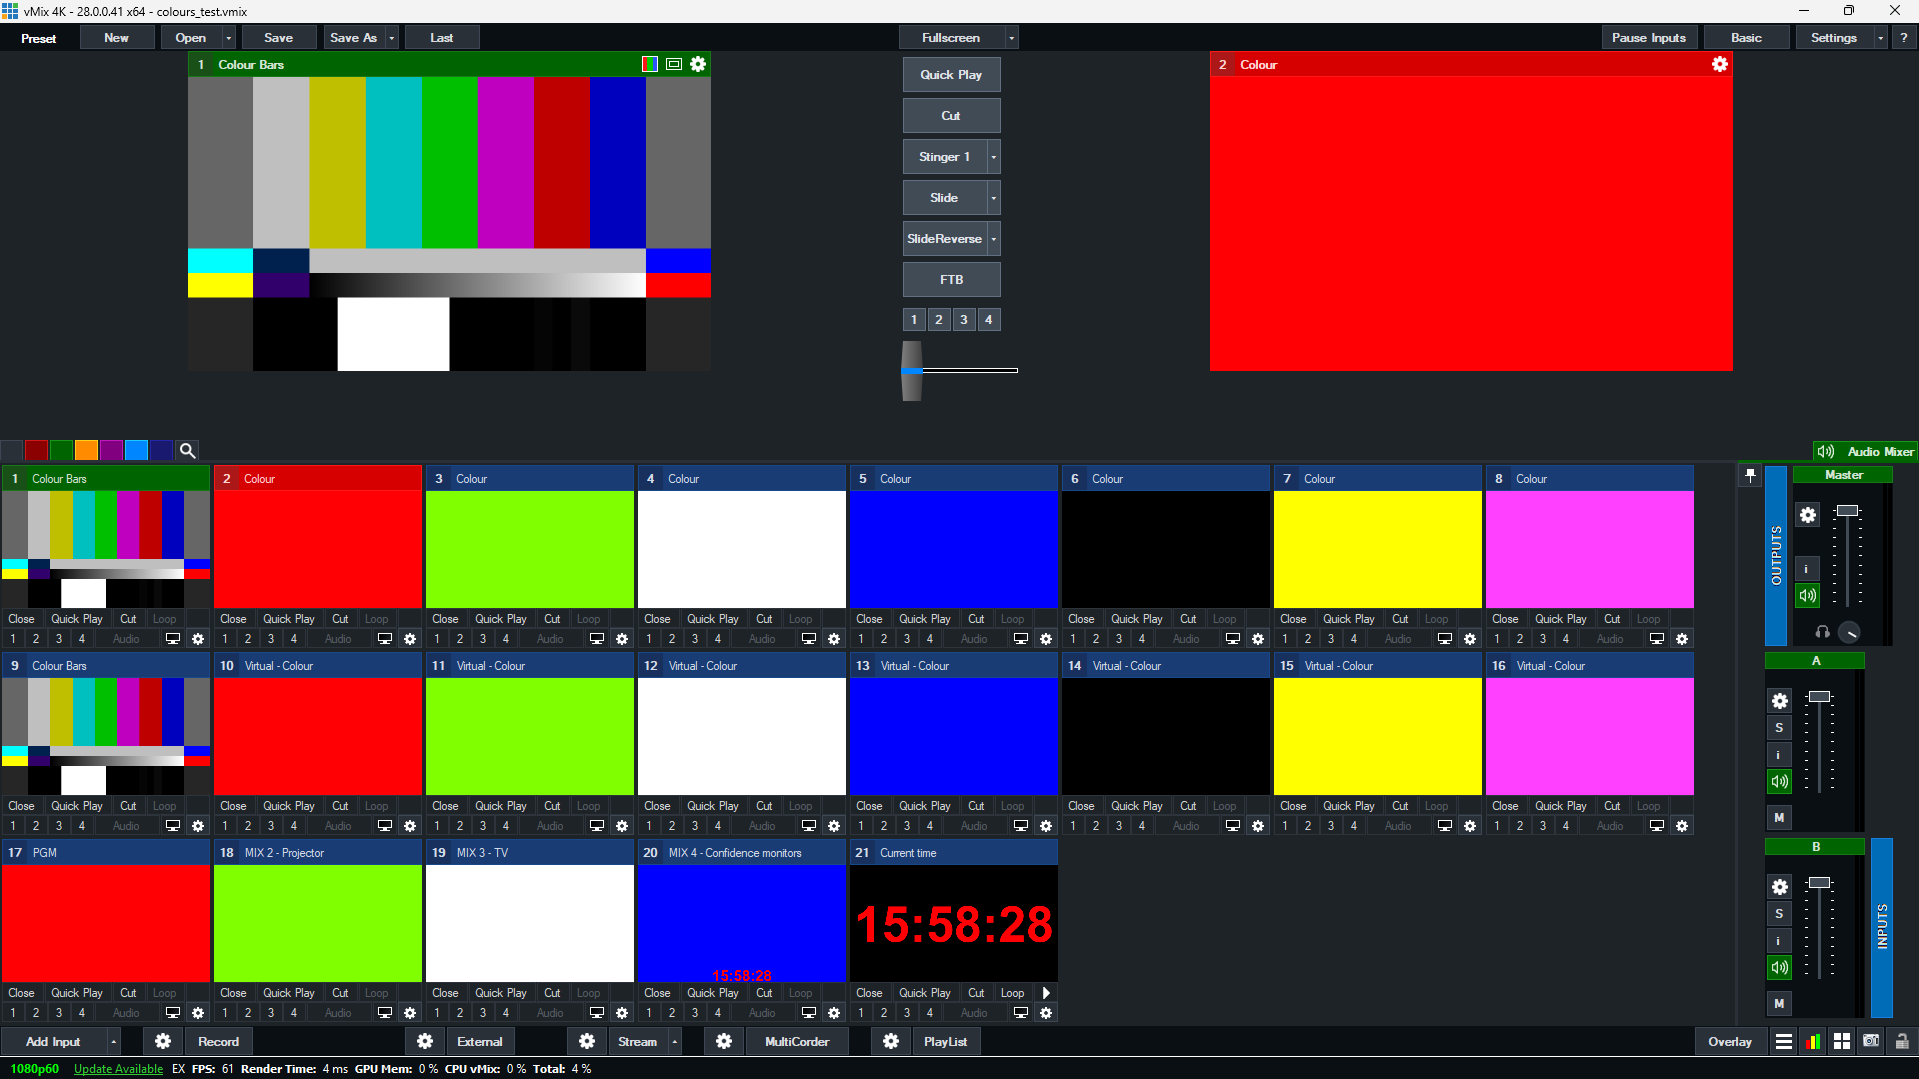 vMix 4K - 28.0.0.41 x64 - colours_test.vmix
Preset New Open Save Save As Last Fullscreen Pause Inputs Basic Settings ?
1 Colour Bars
2 Colour
Quick Play
Cut
Stinger 1
Slide
SlideReverse
FTB
1 2 3 4
Audio Mixer
1 Colour Bars 2 Colour 3 Colour 4 Colour 5 Colour 6 Colour 7 Colour 8 Colour
Close Quick Play Cut Loop Close Quick Play Cut Loop Close Quick Play Cut Loop Close Quick Play Cut Loop Close Quick Play Cut Loop Close Quick Play Cut Loop Close Quick Play Cut Loop Close Quick Play Cut Loop
1 2 3 4 Audio 1 2 3 4 Audio 1 2 3 4 Audio 1 2 3 4 Audio 1 2 3 4 Audio 1 2 3 4 Audio 1 2 3 4 Audio 1 2 3 4 Audio
9 Colour Bars 10 Virtual - Colour 11 Virtual - Colour 12 Virtual - Colour 13 Virtual - Colour 14 Virtual - Colour 15 Virtual - Colour 16 Virtual - Colour
Close Quick Play Cut Loop Close Quick Play Cut Loop Close Quick Play Cut Loop Close Quick Play Cut Loop Close Quick Play Cut Loop Close Quick Play Cut Loop Close Quick Play Cut Loop Close Quick Play Cut Loop
1 2 3 4 Audio 1 2 3 4 Audio 1 2 3 4 Audio 1 2 3 4 Audio 1 2 3 4 Audio 1 2 3 4 Audio 1 2 3 4 Audio 1 2 3 4 Audio
17 PGM 18 MIX 2 - Projector 19 MIX 3 - TV 20 MIX 4 - Confidence monitors 21 Current time
15:58:28
15:58:28
Close Quick Play Cut Loop Close Quick Play Cut Loop Close Quick Play Cut Loop Close Quick Play Cut Loop Close Quick Play Cut Loop
1 2 3 4 Audio 1 2 3 4 Audio 1 2 3 4 Audio 1 2 3 4 Audio 1 2 3 4 Audio
Master
OUTPUTS
i
A
S
i
M
B
S
i
M
INPUTS
Add Input Record External Stream MultiCorder PlayList Overlay
1080p60 Update Available EX FPS: 61 Render Time: 4 ms GPU Mem: 0 % CPU vMix: 0 % Total: 4 %